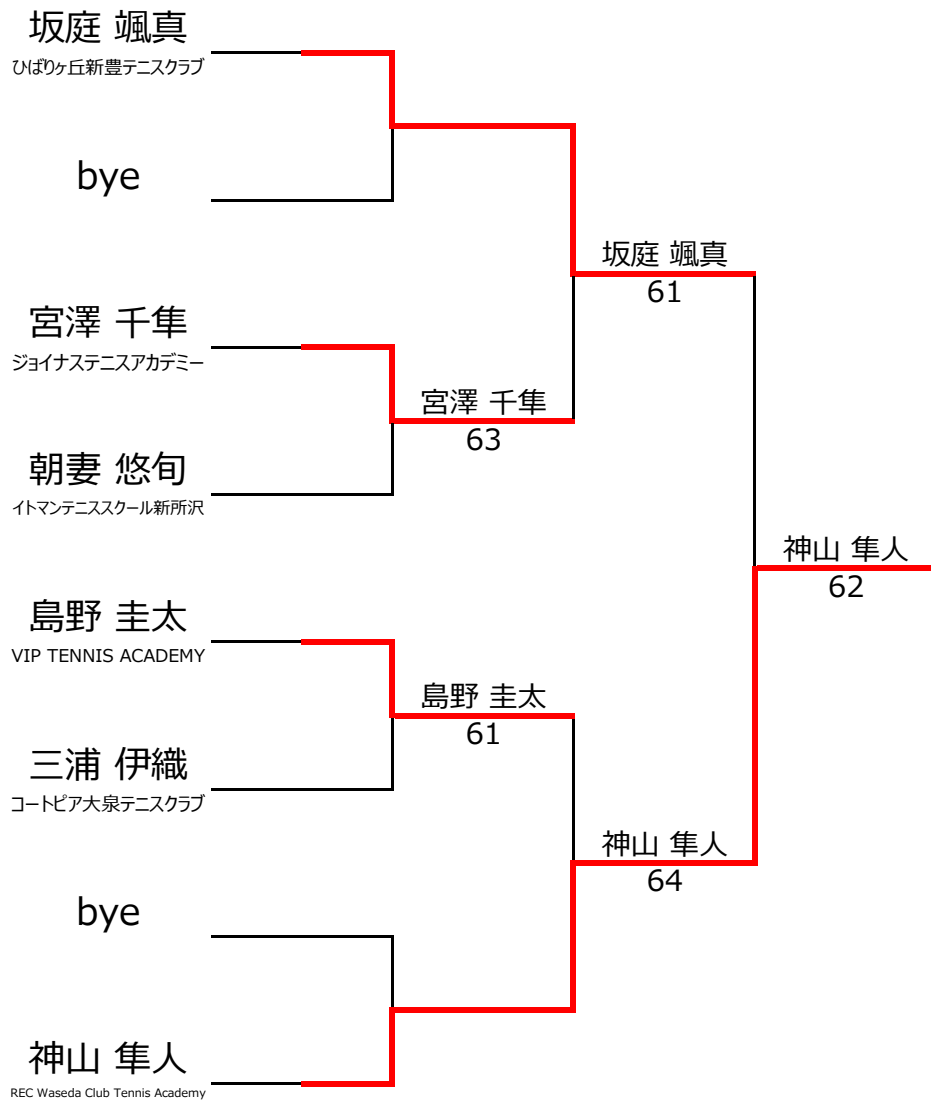 坂庭 颯真
ひばりヶ丘新豊テニスクラブ
bye
宮澤 千隼
ジョイナステニスアカデミー
朝妻 悠旬
イトマンテニススクール新所沢
島野 圭太
VIP TENNIS ACADEMY
三浦 伊織
コートピア大泉テニスクラブ
bye
神山 隼人
REC Waseda Club Tennis Academy
宮澤 千隼
63
島野 圭太
61
坂庭 颯真
61
神山 隼人
64
神山 隼人
62